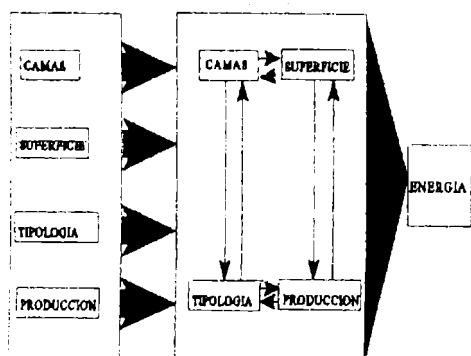 CAMAS
SUPERFICIE
TIPOLOGIA
PRODUCCION
CAMAS
SUPERFICIE
TIPOLOGIA
PRODUCCION
ENERGIA